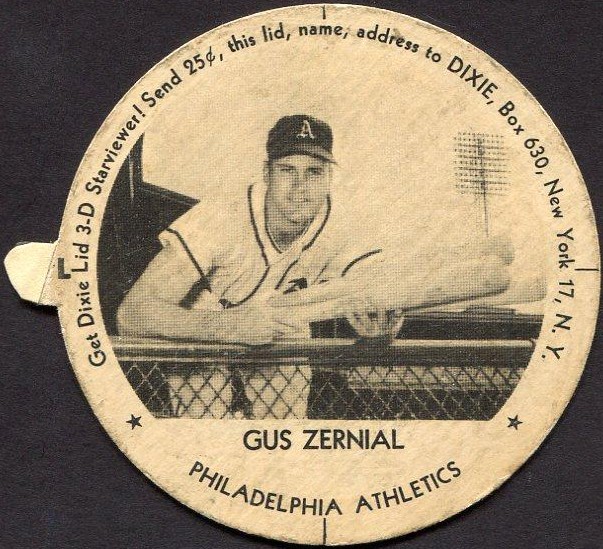 Get Dixie Lid 3-D Starviewer! Send 25¢, this lid, name, address to DIXIE, Box 630, New York 17, N.Y.
A
GUS ZERNIAL
PHILADELPHIA ATHLETICS